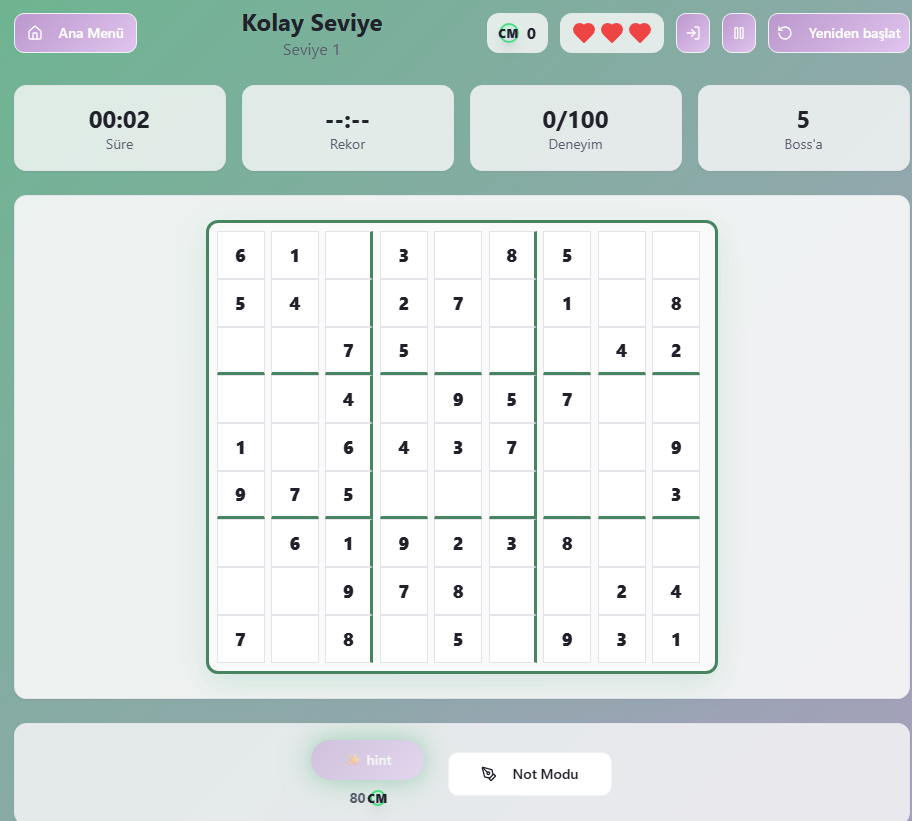 Ana Menü
Kolay Seviye
Seviye 1
CM 0
Yeniden başlat
00:02
Süre
--:--
Rekor
0/100
Deneyim
5
Boss'a
6 1 3 8 5
5 4 2 7 1 8
7 5 4 2
4 9 5 7
1 6 4 3 7 9
9 7 5 3
6 1 9 2 3 8
9 7 8 2 4
7 8 5 9 3 1
hint
80 CM
Not Modu